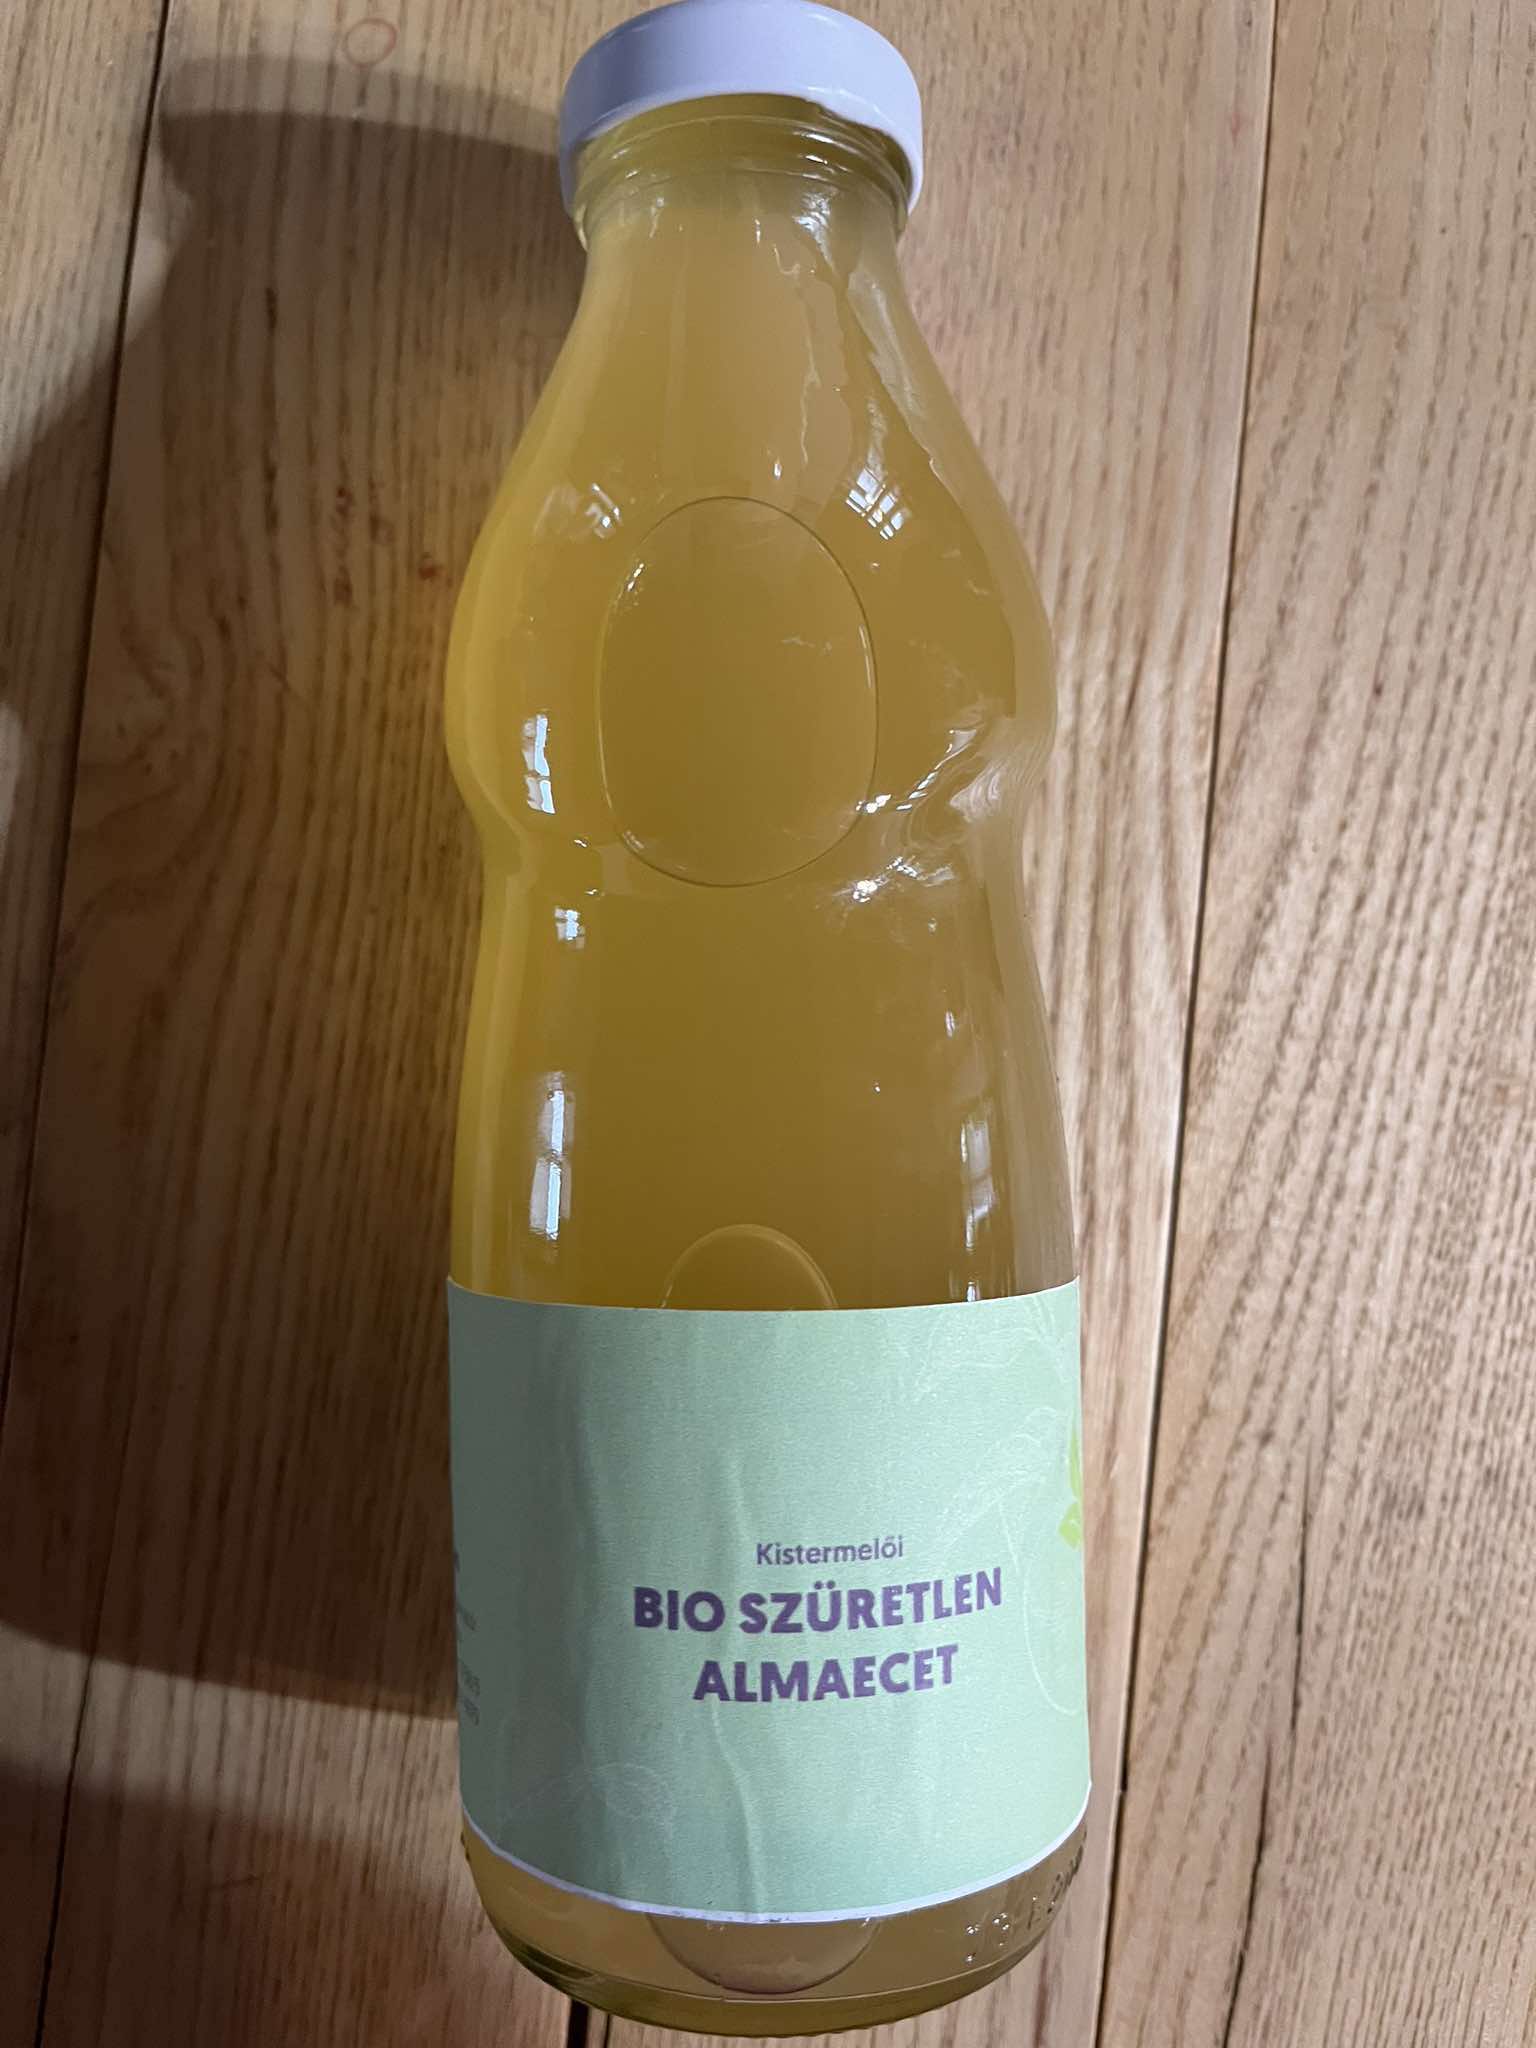 Kistermelői
BIO SZÜRETLEN
ALMAECET